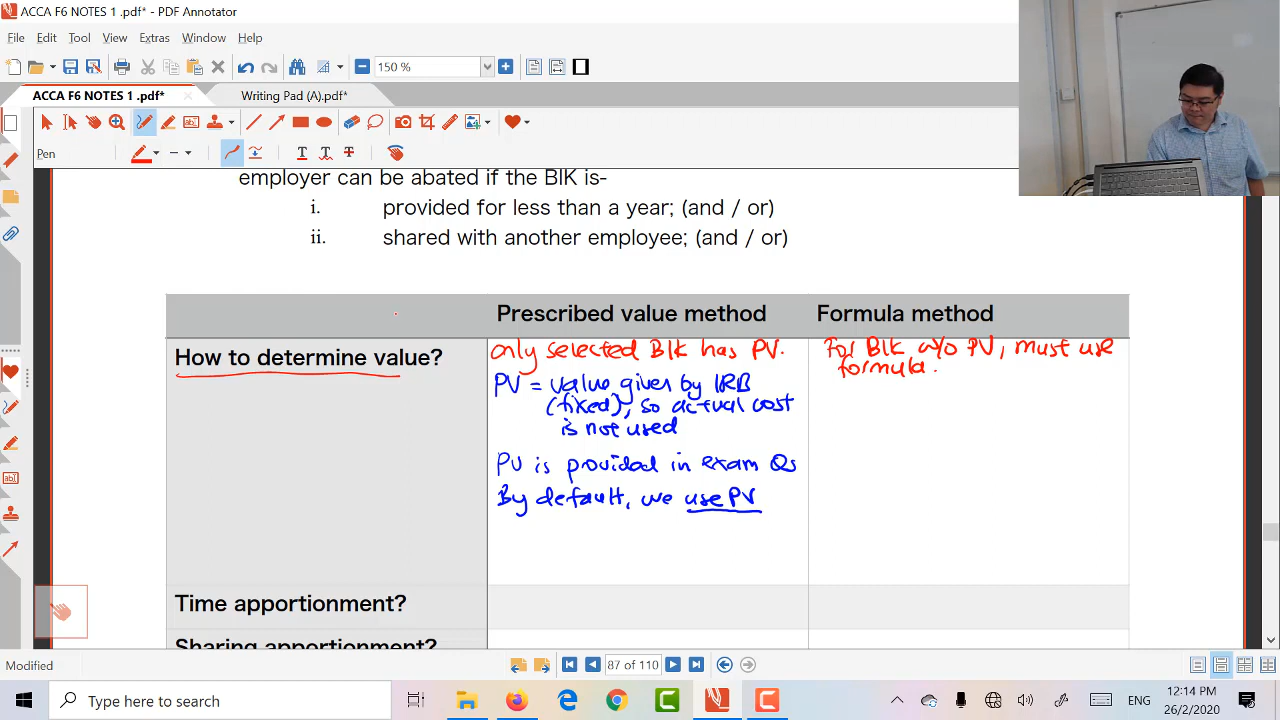 ACCA F6 NOTES 1 .pdf* - PDF Annotator
File Edit Tool View Extras Window Help
150 %
ACCA F6 NOTES 1 .pdf*
Writing Pad (A).pdf*
Pen
employer can be abated if the BIK is-
i. provided for less than a year; (and / or)
ii. shared with another employee; (and / or)
Prescribed value method Formula method
How to determine value?
only selected BIK has PV.
PV = value given by IRB
(fixed), so actual cost
is not used
PV is provided in exam Qs
By default, we use PV
For BIK w/o PV, must use
formula.
Time apportionment?
Sharing apportionment?
Modified
87 of 110
Type here to search
ENG
12:14 PM
26/2/2020